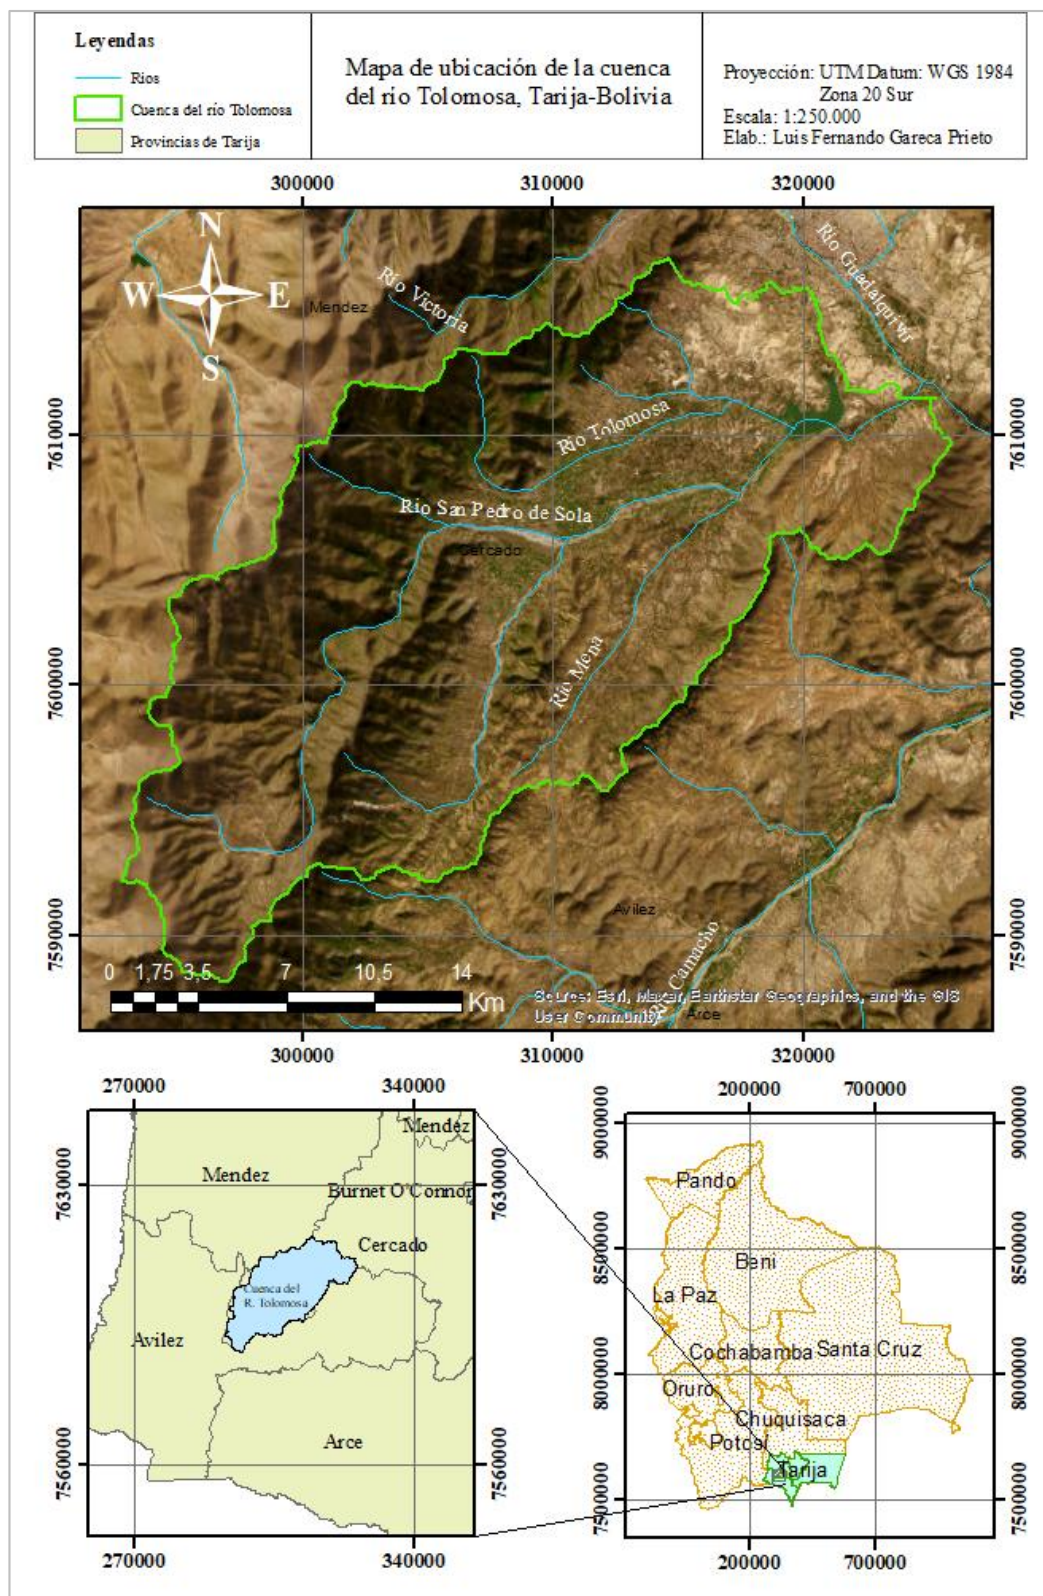 Leyendas
Rios
Cuenca del río Tolomosa
Provincias de Tarija
Mapa de ubicación de la cuenca
del río Tolomosa, Tarija-Bolivia
Proyección: UTM Datum: WGS 1984
Zona 20 Sur
Escala: 1:250.000
Elab.: Luis Fernando Gareca Prieto
300000 310000 320000
N
W E
S
Mendez
Río Victoria
Río Guadalquivir
7610000 7610000
Río Tolomosa
Río San Pedro de Sola
Cercado
Río Mena
7600000 7600000
Avilez
Río Camacho
7590000 7590000
0 1,75 3,5 7 10,5 14
Km
Source: Esri, Maxar, Earthstar Geographics, and the GIS
User Community
Arce
300000 310000 320000
270000 340000
Mendez
Mendez
7630000 7630000
Burnet O'Connor
Cercado
Cuenca del
R. Tolomosa
Avilez
Arce
7560000 7560000
270000 340000
200000 700000
9000000 9000000
Pando
8500000 8500000
Beni
La Paz
Cochabamba
Santa Cruz
8000000 8000000
Oruro
Chuquisaca
Potosí
Tarija
7500000 7500000
200000 700000